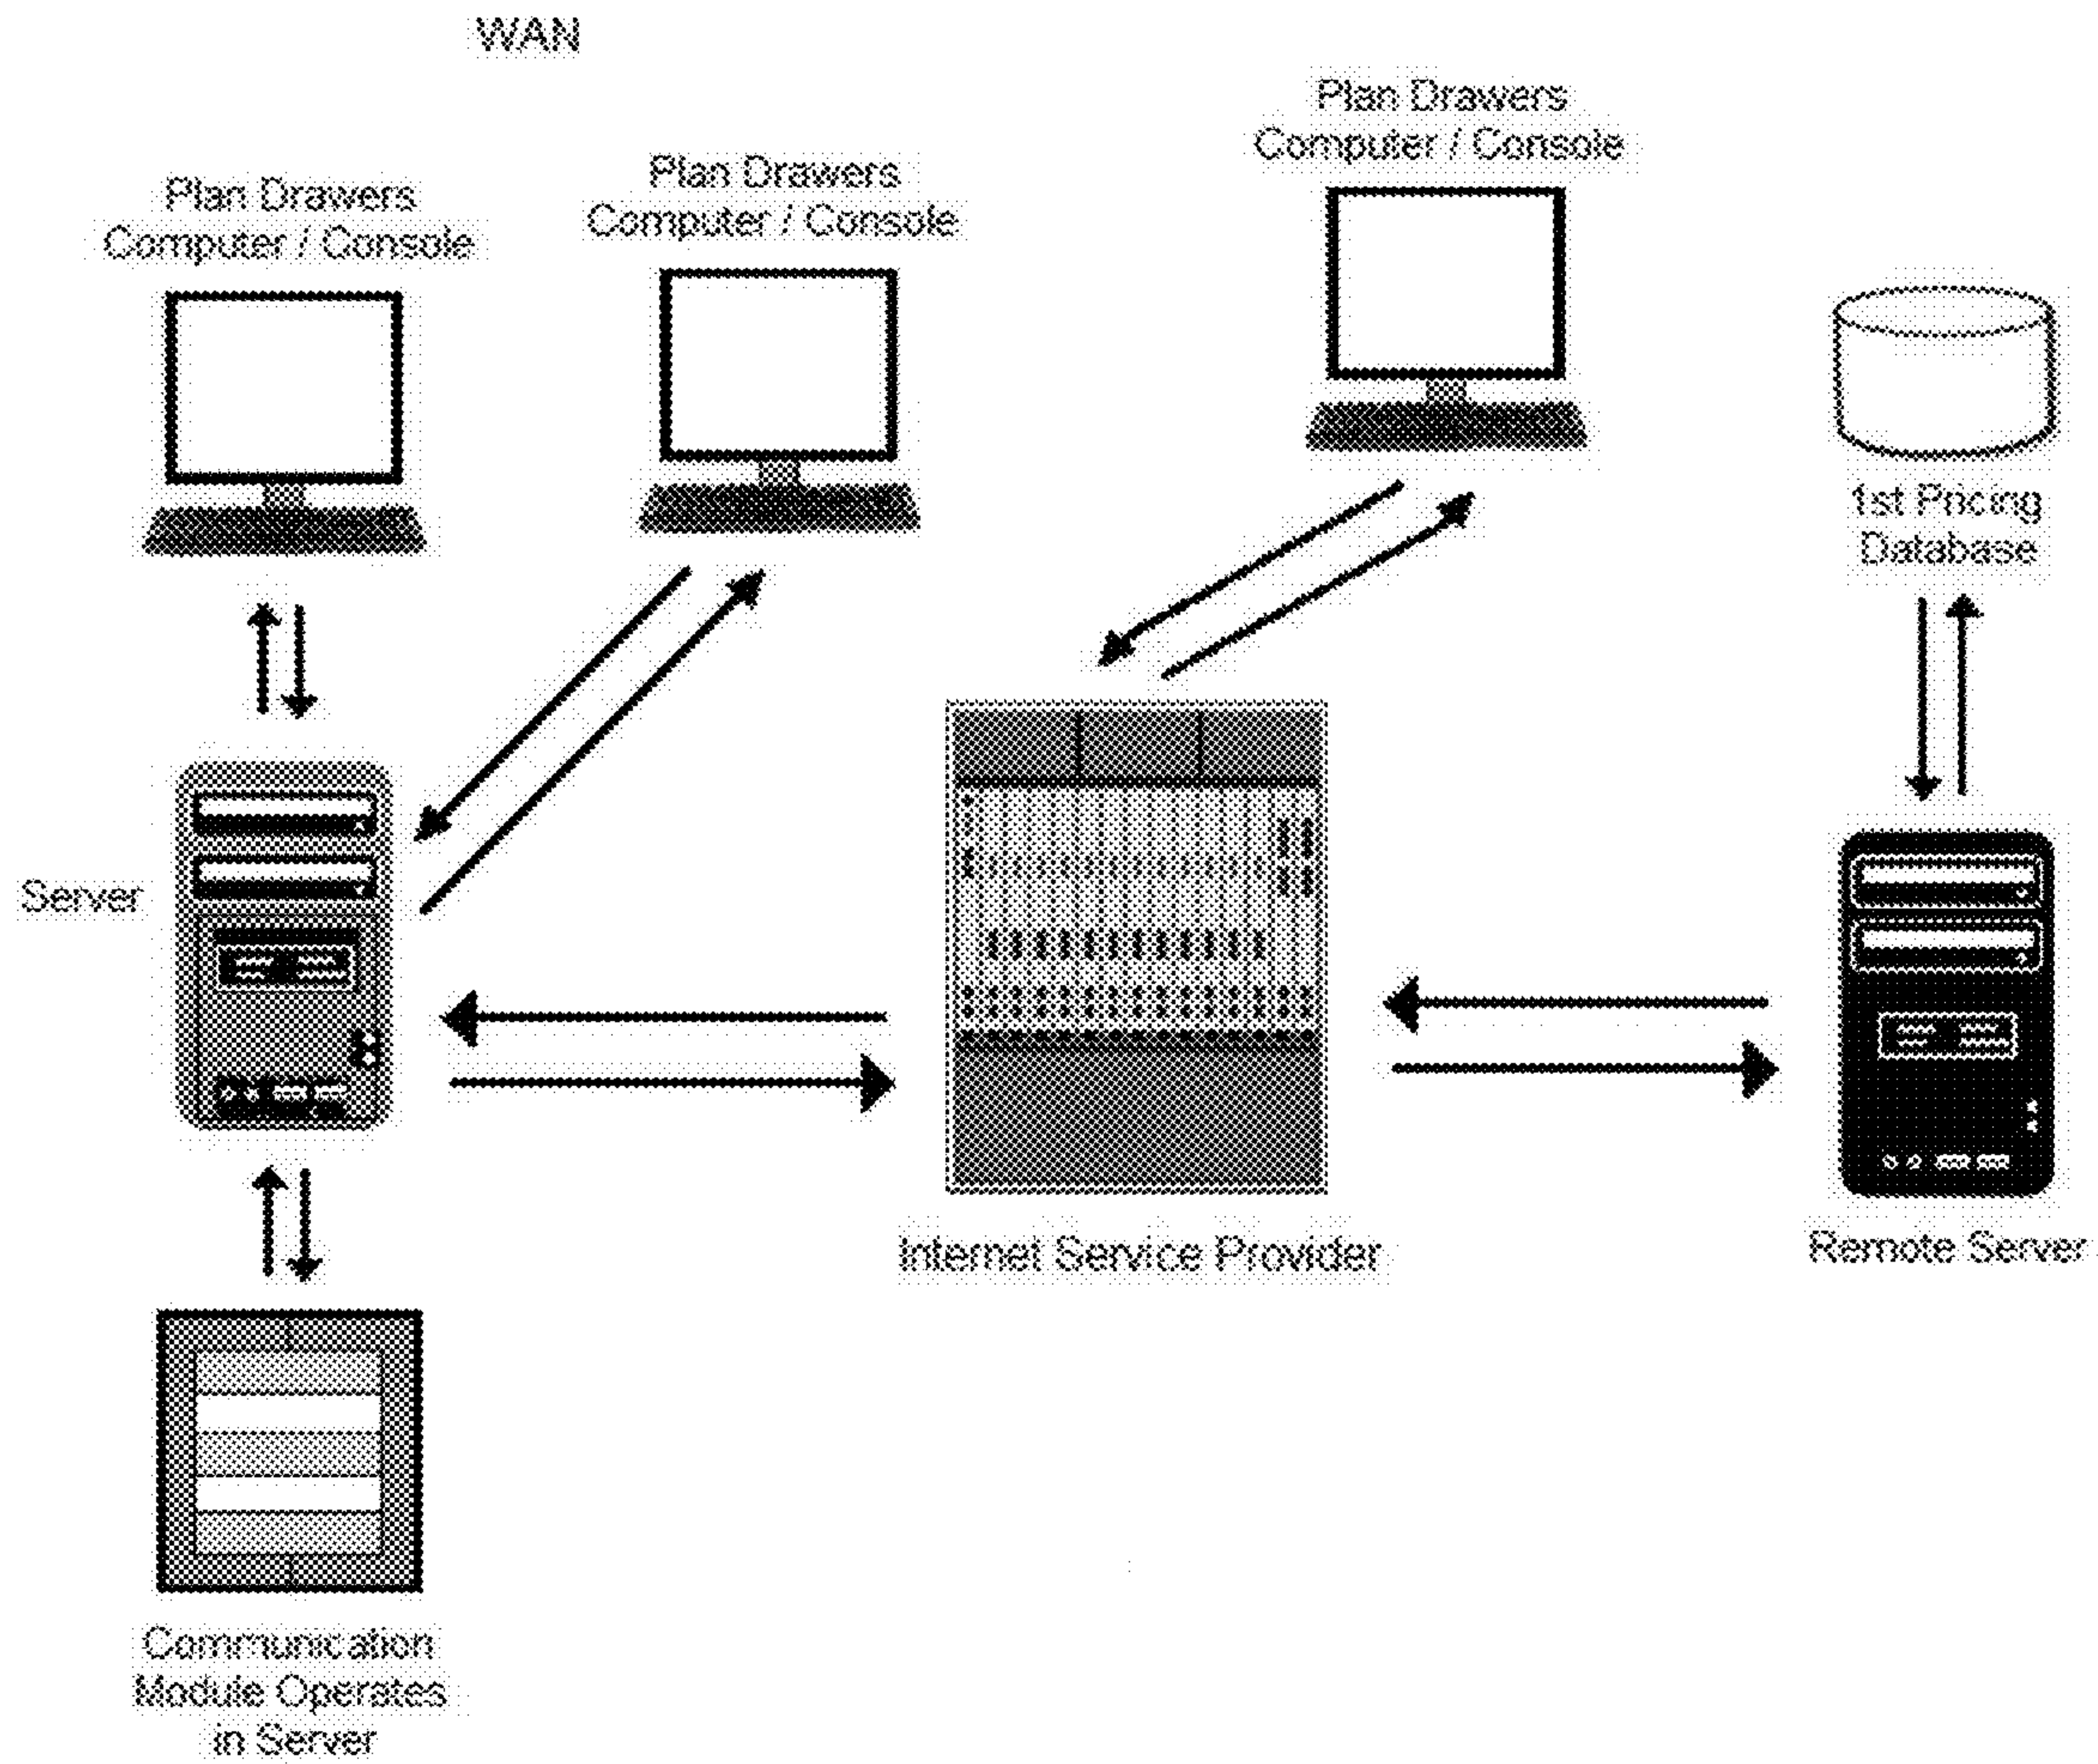 WAN
Plan Drawers
Computer / Console
Plan Drawers
Computer / Console
Plan Drawers
Computer / Console
1st Pricing
Database
Server
Internet Service Provider
Remote Server
Communication
Module Operates
in Server